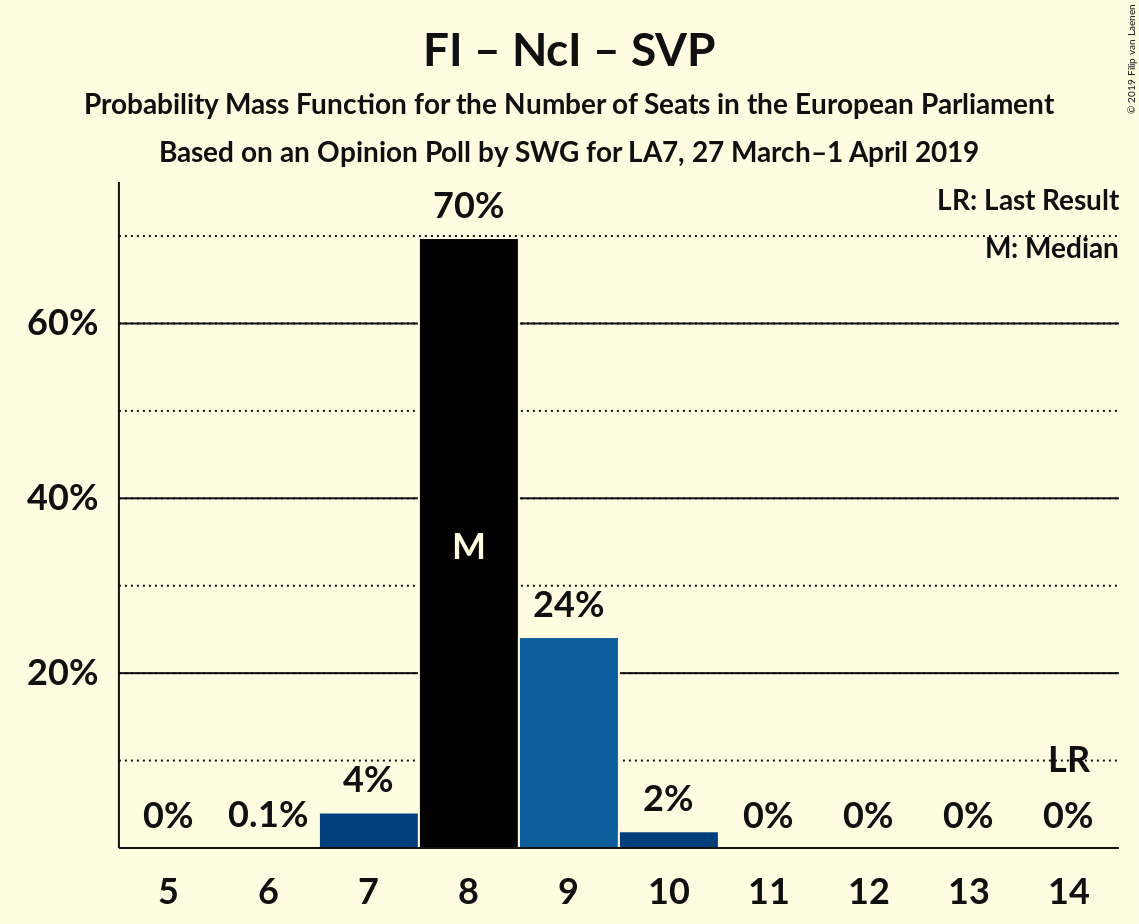 FI – NcI – SVP
Probability Mass Function for the Number of Seats in the European Parliament
Based on an Opinion Poll by SWG for LA7, 27 March–1 April 2019
© 2019 Filip van Laenen
LR: Last Result
M: Median
70%
60%
40%
M
24%
20%
LR
4%
2%
0%
0.1%
0%
0%
0%
0%
5 6 7 8 9 10 11 12 13 14